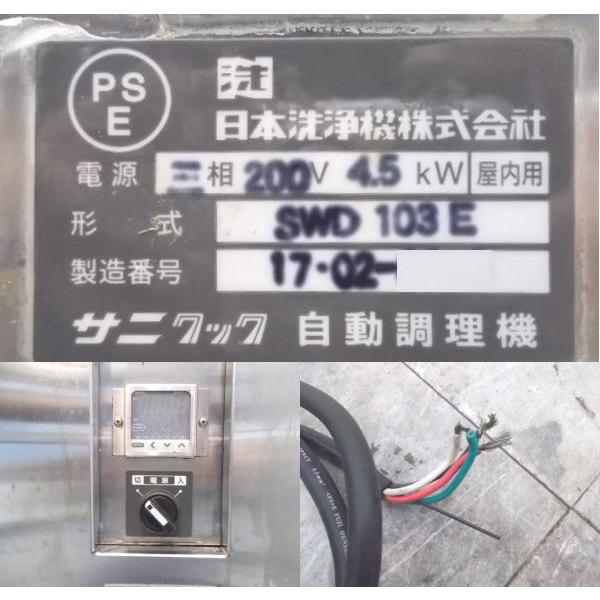 PS
E
日本洗浄機株式会社
電源 三相 200V 4.5 kW 屋内用
形式 SWD 103 E
製造番号 17・02-
サニクック 自動調理機
切 電源 入